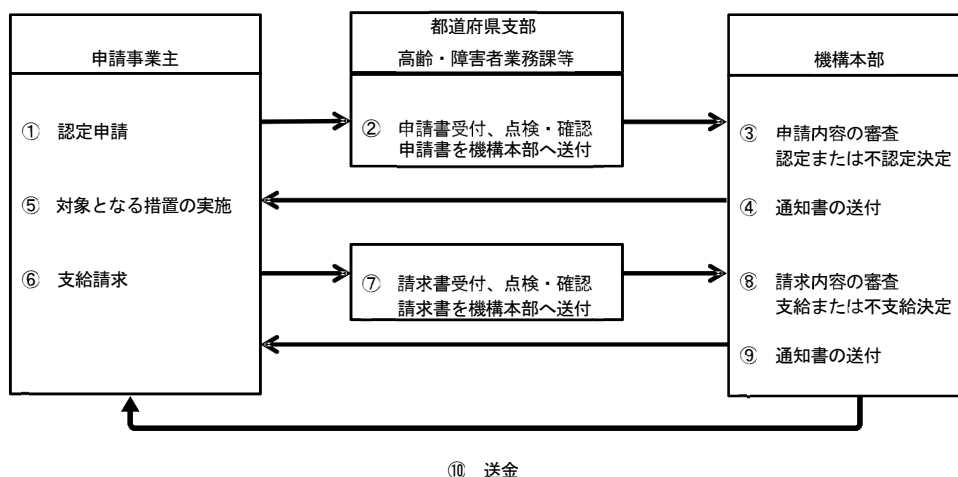 申請事業主
都道府県支部
高齢・障害者業務課等
機構本部
① 認定申請
② 申請書受付、点検・確認
申請書を機構本部へ送付
③ 申請内容の審査
認定または不認定決定
④ 通知書の送付
⑤ 対象となる措置の実施
⑥ 支給請求
⑦ 請求書受付、点検・確認
請求書を機構本部へ送付
⑧ 請求内容の審査
支給または不支給決定
⑨ 通知書の送付
⑩ 送金